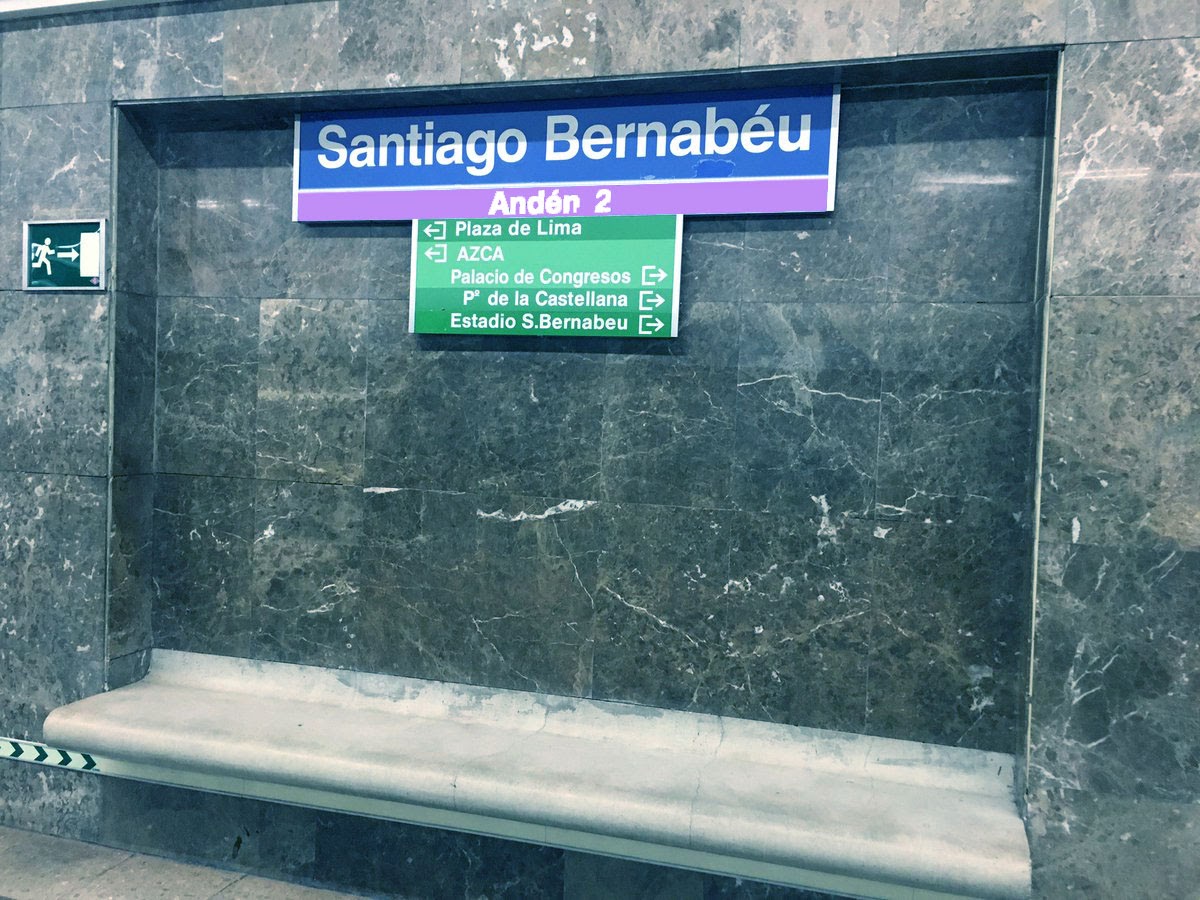 Santiago Bernabéu
Andén 2
Plaza de Lima
AZCA
Palacio de Congresos
Pº de la Castellana
Estadio S.Bernabeu